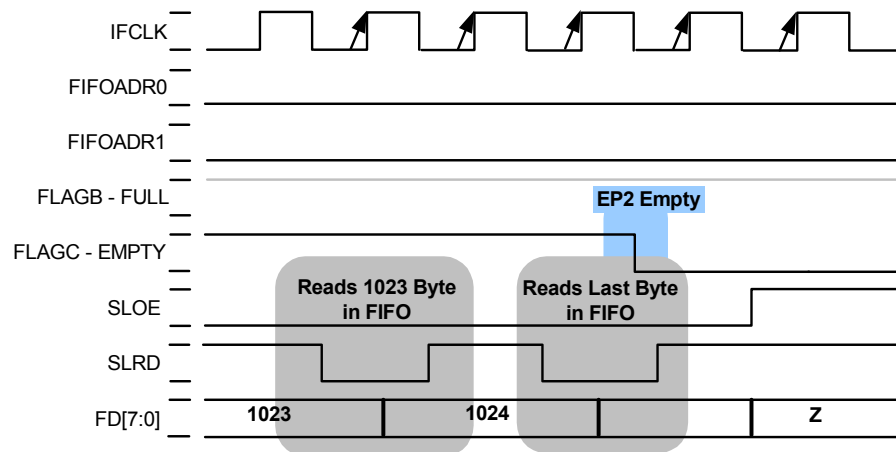 IFCLK
FIFOADR0
FIFOADR1
FLAGB - FULL
EP2 Empty
FLAGC - EMPTY
Reads 1023 Byte
in FIFO
Reads Last Byte
in FIFO
SLOE
SLRD
FD[7:0]
1023
1024
Z